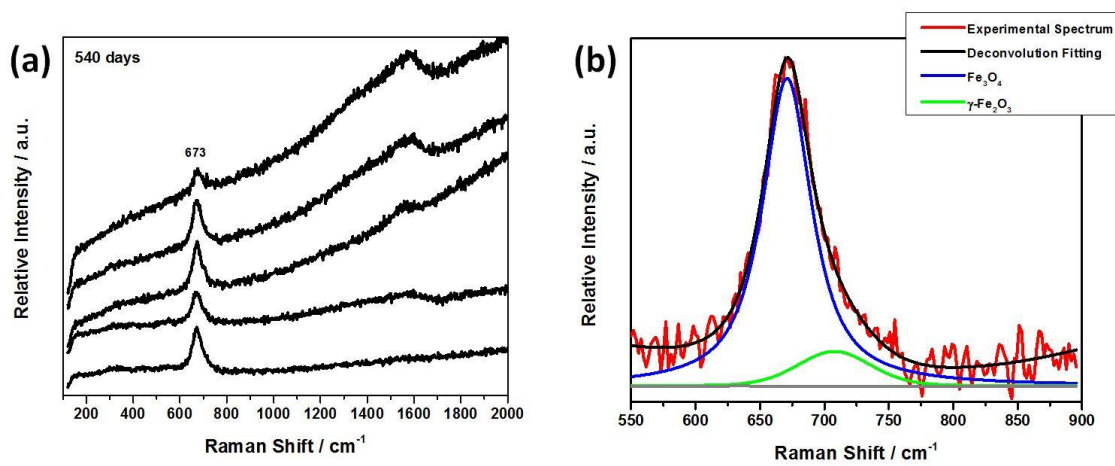 (a)
540 days
673
Relative Intensity / a.u.
200 400 600 800 1000 1200 1400 1600 1800 2000
Raman Shift / cm⁻¹
(b)
Experimental Spectrum
Deconvolution Fitting
Fe₃O₄
γ-Fe₂O₃
Relative Intensity / a.u.
550 600 650 700 750 800 850 900
Raman Shift / cm⁻¹